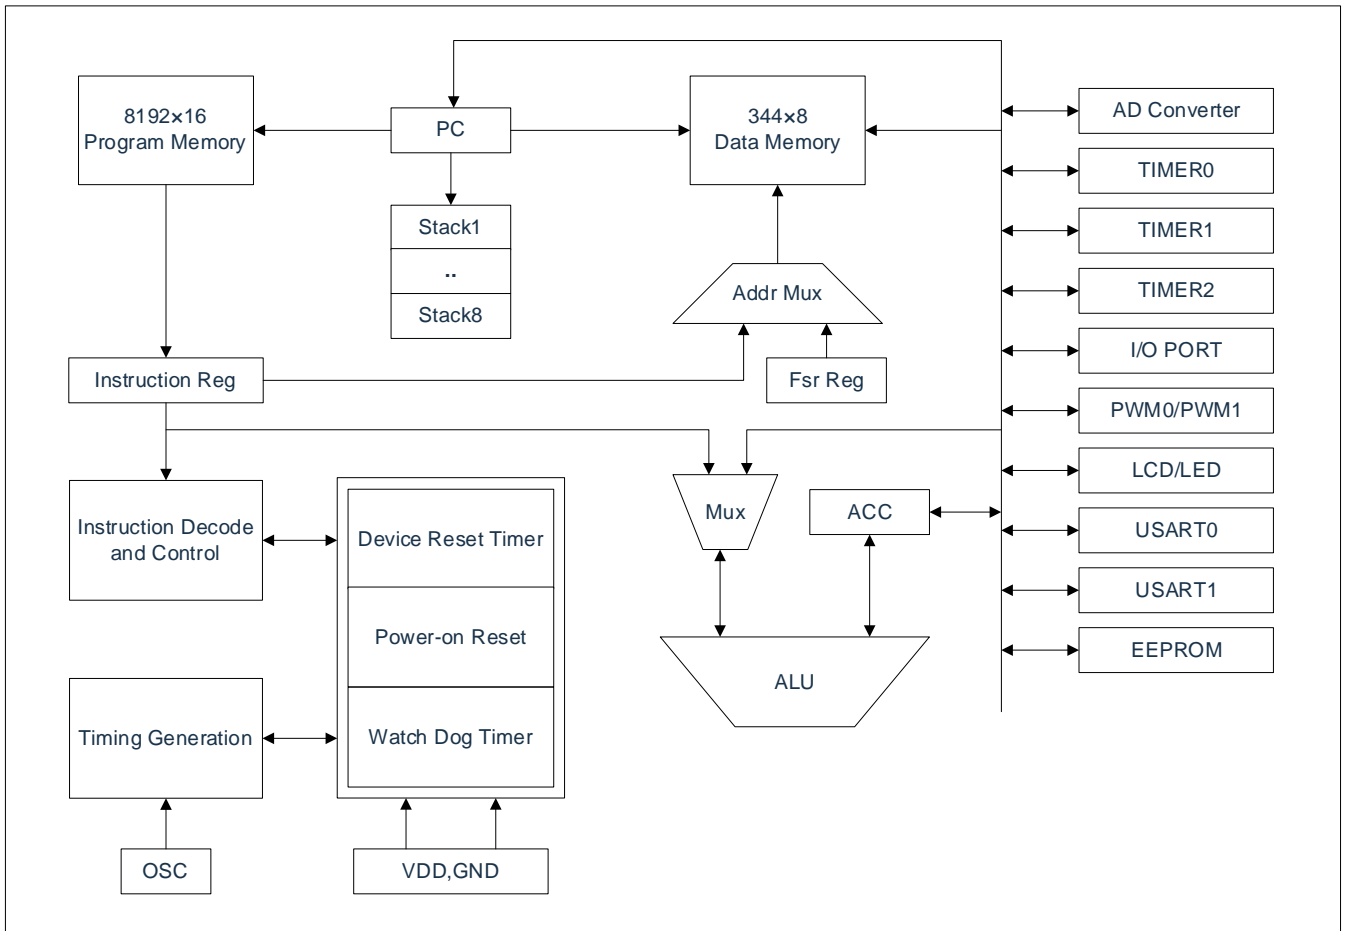 8192×16
Program Memory
PC
344×8
Data Memory
AD Converter
TIMER0
TIMER1
Stack1
..
Stack8
Addr Mux
TIMER2
I/O PORT
Instruction Reg
Fsr Reg
PWM0/PWM1
LCD/LED
Instruction Decode
and Control
Device Reset Timer
Mux
ACC
USART0
USART1
Power-on Reset
EEPROM
ALU
Timing Generation
Watch Dog Timer
OSC
VDD,GND